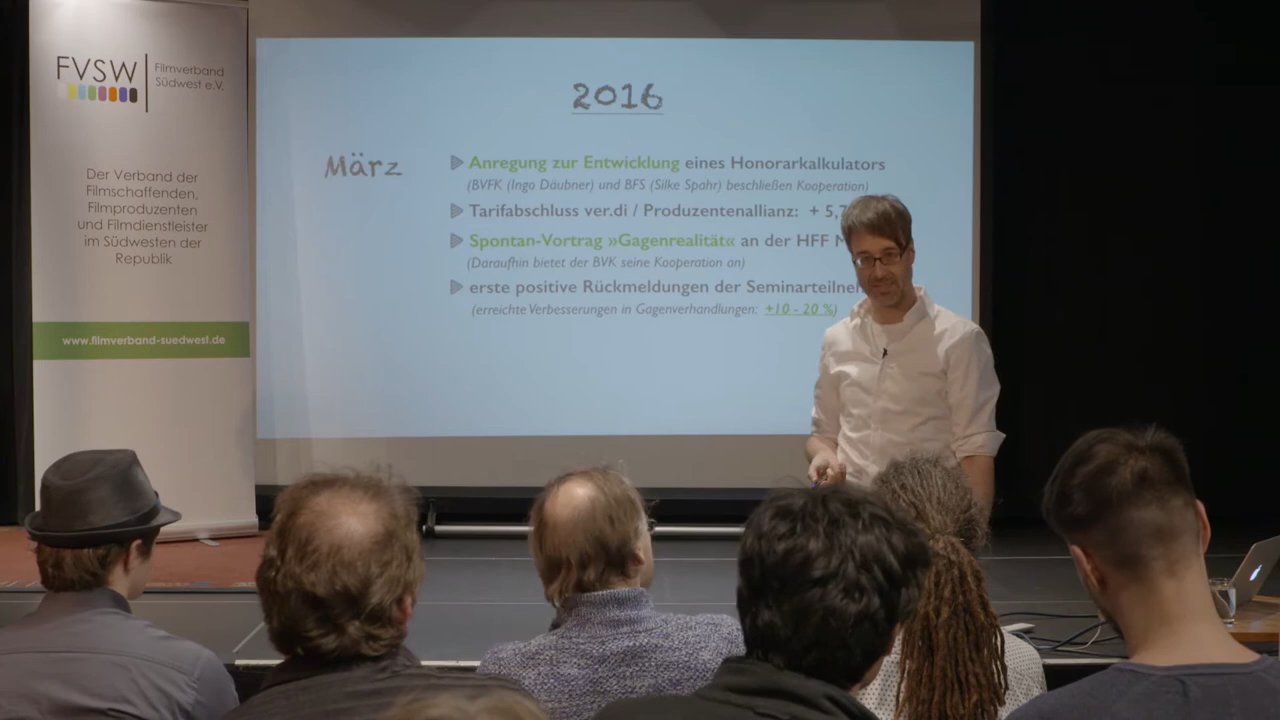 FVSW
Filmverband
Südwest e.V.
Der Verband der
Filmschaffenden,
Filmproduzenten
und Filmdienstleister
im Südwesten der
Republik
www.filmverband-suedwest.de
2016
März
Anregung zur Entwicklung eines Honorarkalkulators
(BVFK (Ingo Däubner) und BFS (Silke Spahr) beschließen Kooperation)
Tarifabschluss ver.di / Produzentenallianz: + 5,7
Spontan-Vortrag »Gagenrealität« an der HFF
(Daraufhin bietet der BVK seine Kooperation an)
erste positive Rückmeldungen der
(erreichte Verbesserungen in Gagenverhandlungen: +10 - 20 %)